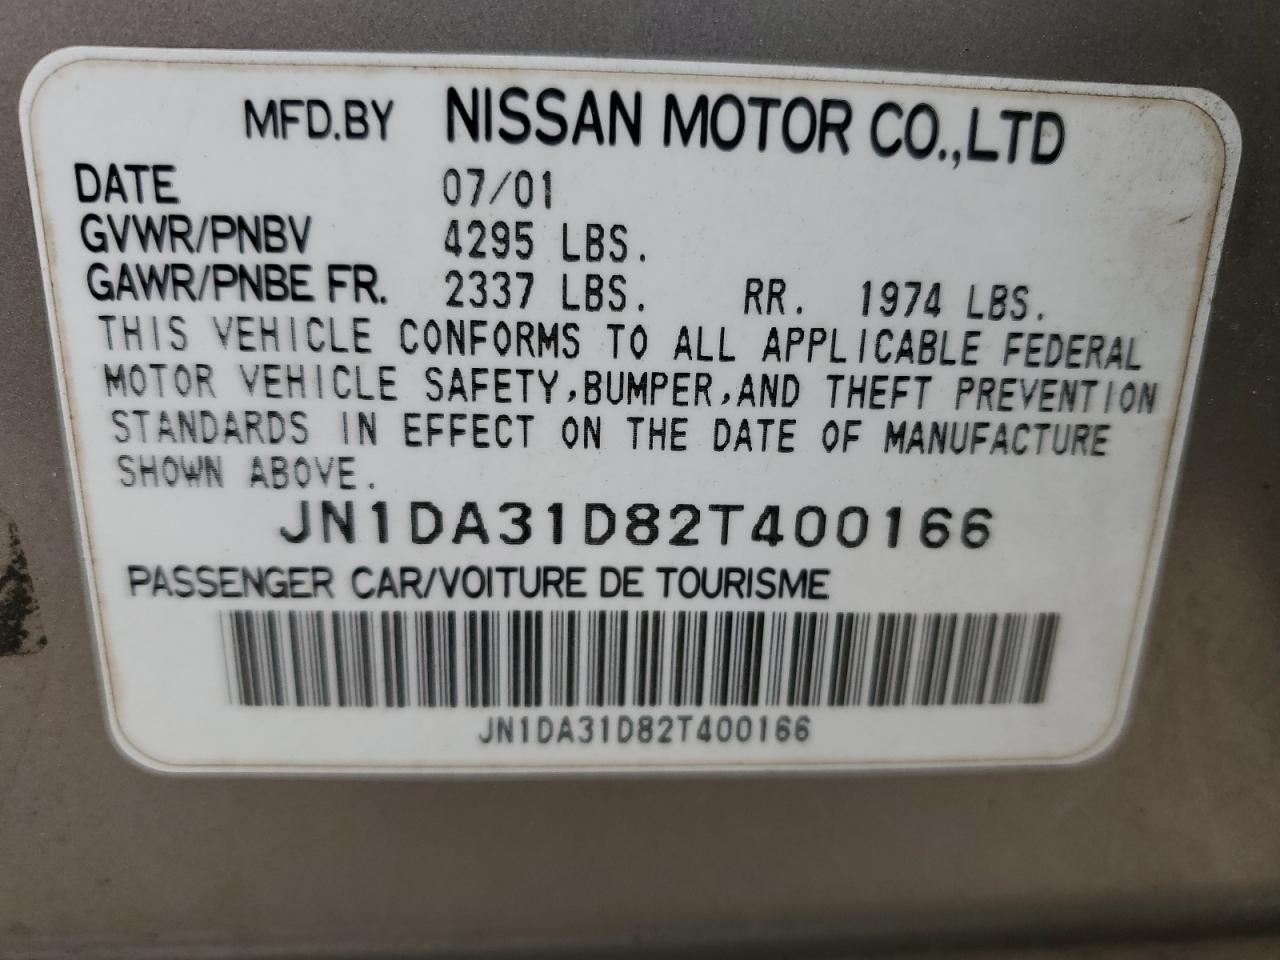 MFD.BY NISSAN MOTOR CO.,LTD
DATE 07/01
GVWR/PNBV 4295 LBS.
GAWR/PNBE FR. 2337 LBS. RR. 1974 LBS.
THIS VEHICLE CONFORMS TO ALL APPLICABLE FEDERAL
MOTOR VEHICLE SAFETY,BUMPER,AND THEFT PREVENTION
STANDARDS IN EFFECT ON THE DATE OF MANUFACTURE
SHOWN ABOVE.
JN1DA31D82T400166
PASSENGER CAR/VOITURE DE TOURISME
JN1DA31D82T400166